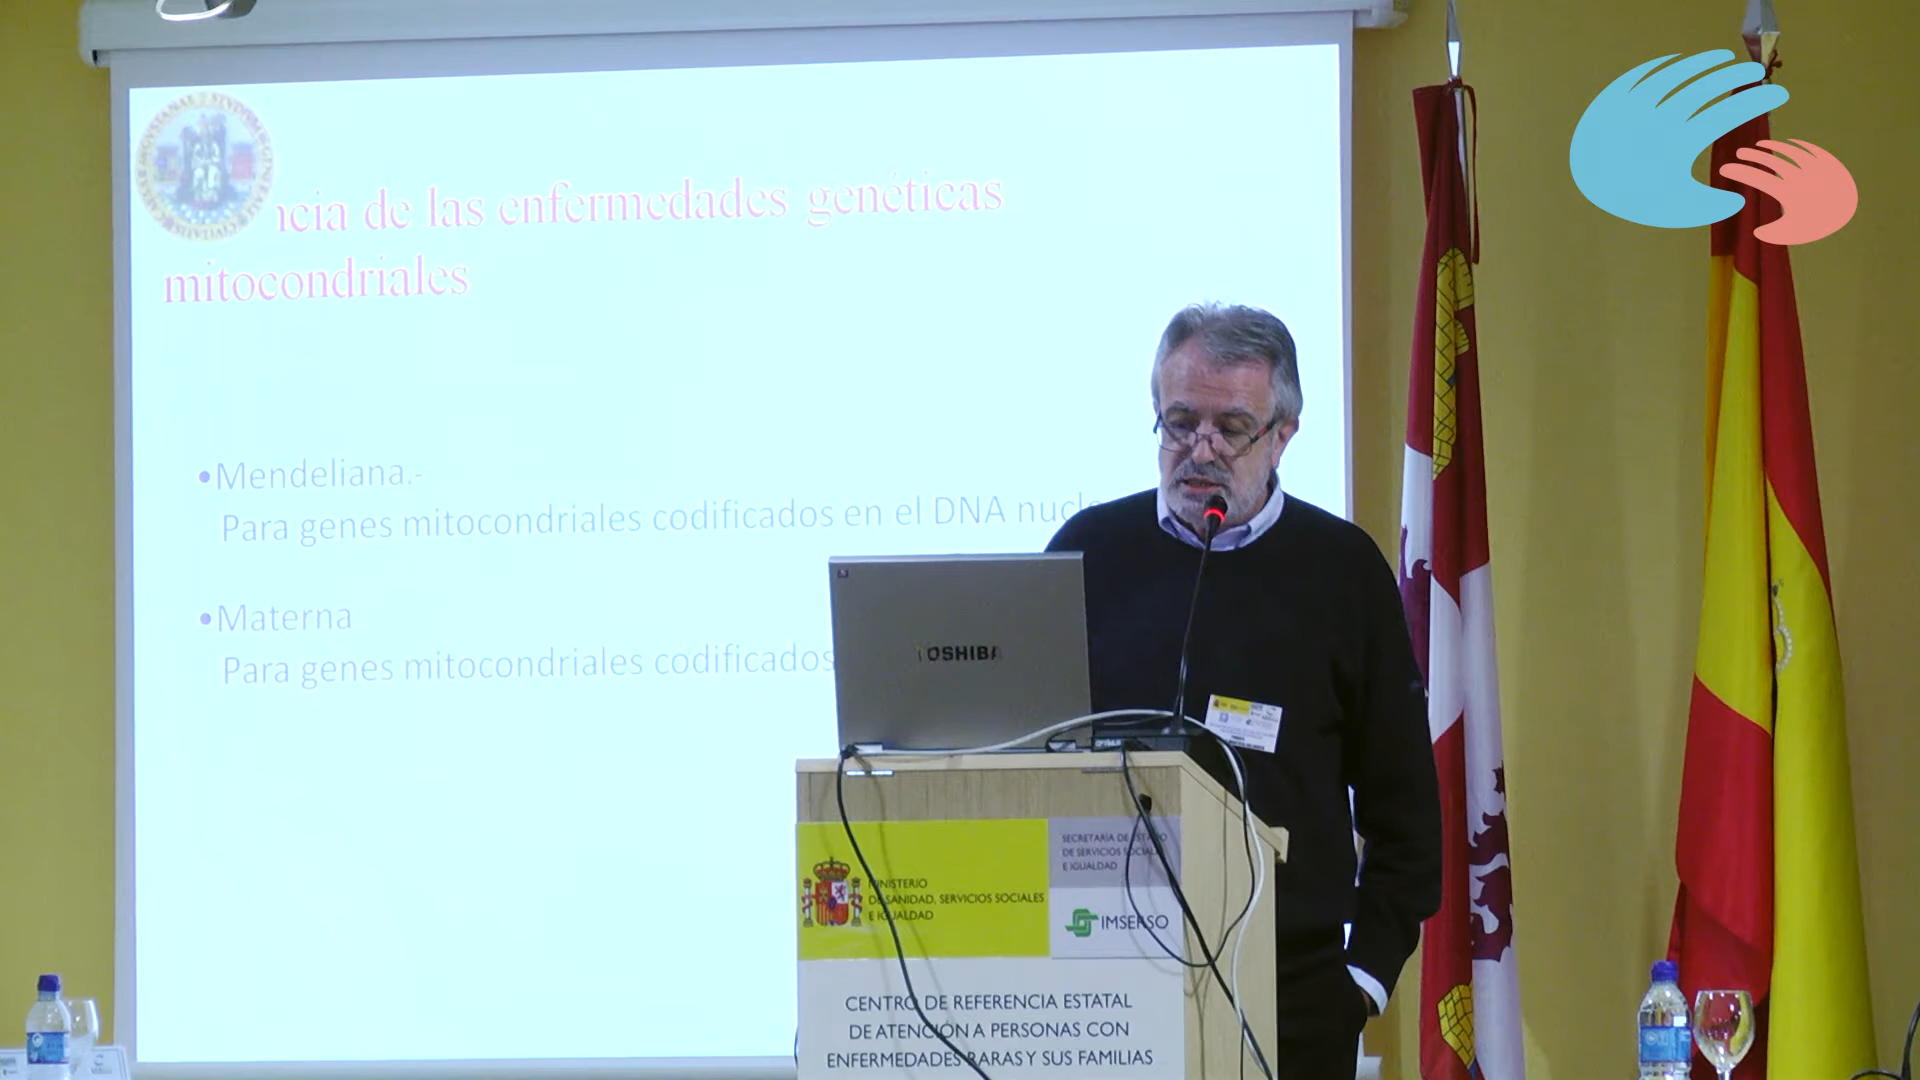 ncia de las enfermedades genéticas
mitocondriales
•Mendeliana.-
Para genes mitocondriales codificados en el DNA
•Materna
Para genes mitocondriales codificados
TOSHIBA
SECRETARÍA DE ESTADO
DE SERVICIOS SOCIALES
E IGUALDAD
MINISTERIO
DE SANIDAD, SERVICIOS SOCIALES
E IGUALDAD
IMSERSO
CENTRO DE REFERENCIA ESTATAL
DE ATENCIÓN A PERSONAS CON
ENFERMEDADES RARAS Y SUS FAMILIAS